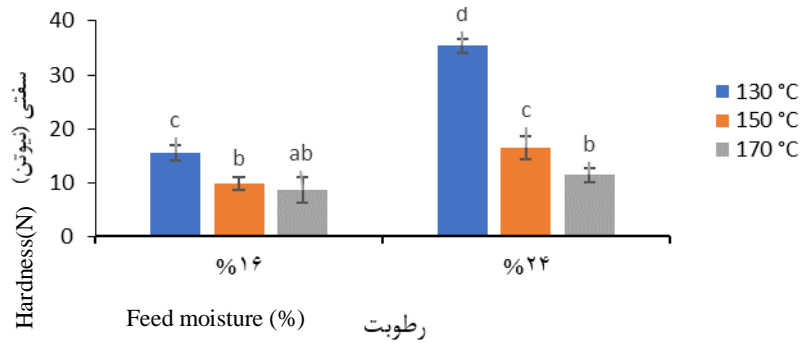 40
30
20
10
0
سفتی (نیوتن)
Hardness(N)
c
b
ab
d
c
b
130 °C
150 °C
170 °C
%۱۶
%۲۴
Feed moisture (%)
رطوبت